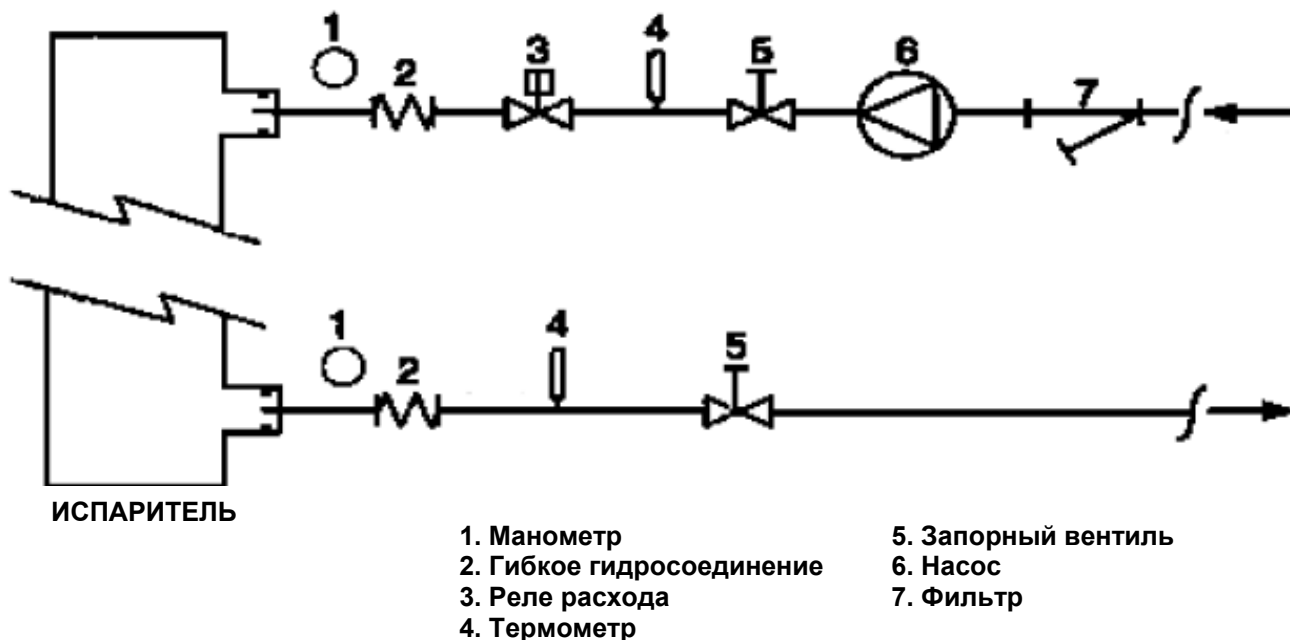 1
2
3
4
5
6
7
1
2
4
5
ИСПАРИТЕЛЬ
1. Манометр
2. Гибкое гидросоединение
3. Реле расхода
4. Термометр
5. Запорный вентиль
6. Насос
7. Фильтр